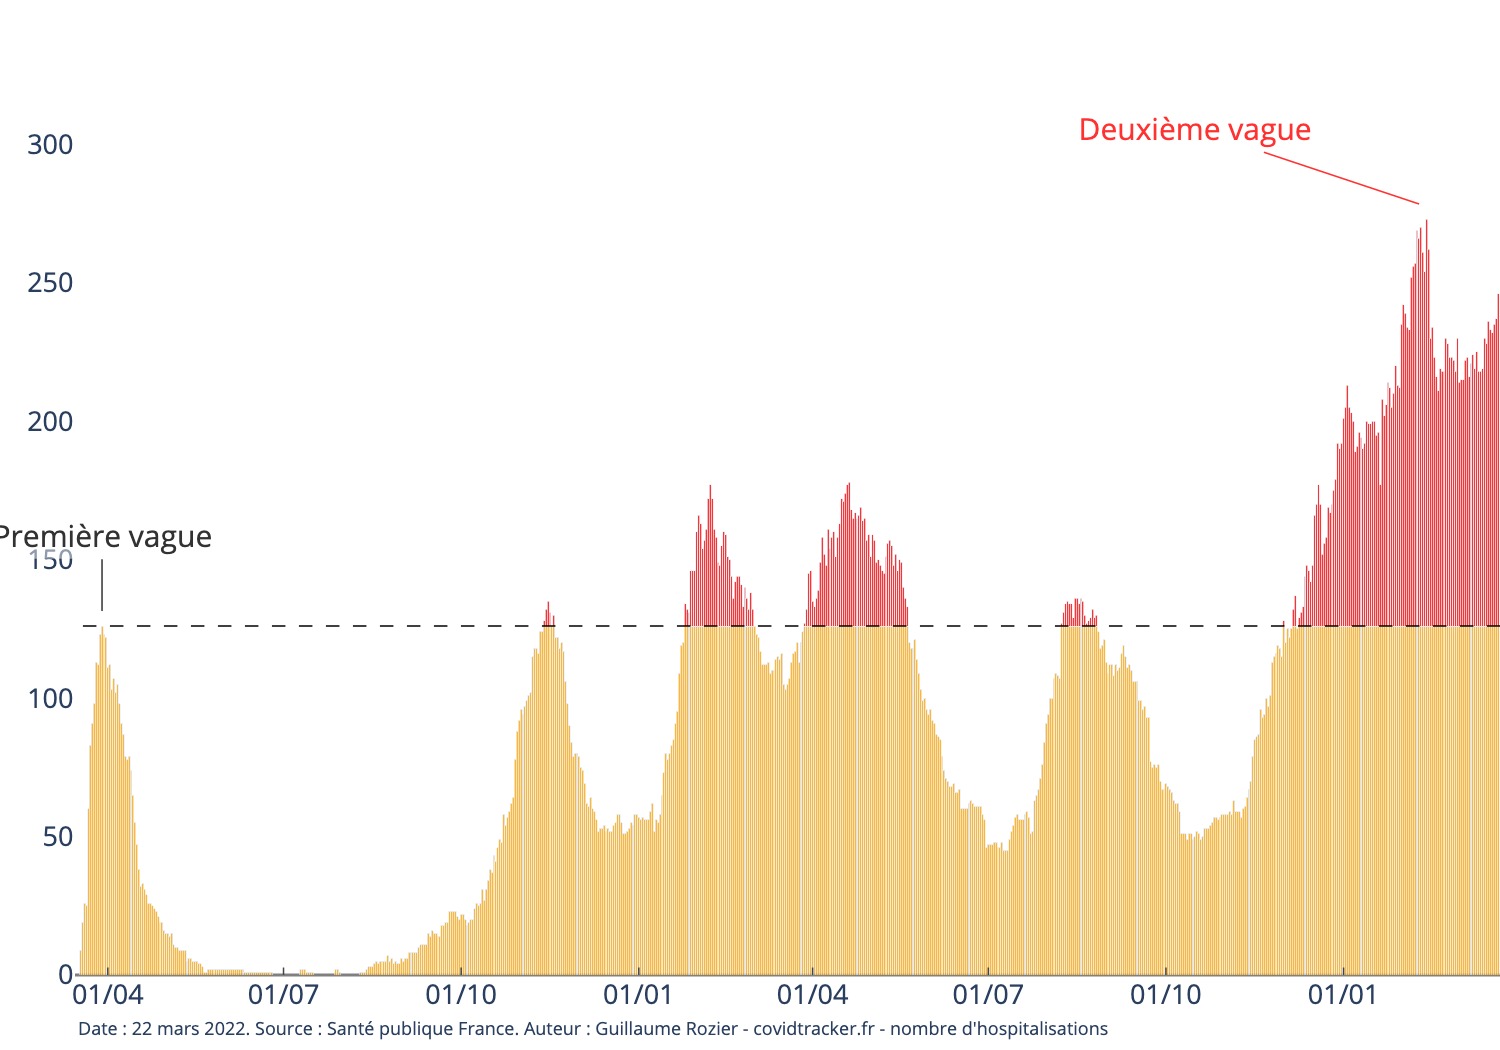 Deuxième vague
300
250
200
Première vague
150
100
50
0
01/04 01/07 01/10 01/01 01/04 01/07 01/10 01/01
Date : 22 mars 2022. Source : Santé publique France. Auteur : Guillaume Rozier - covidtracker.fr - nombre d'hospitalisations